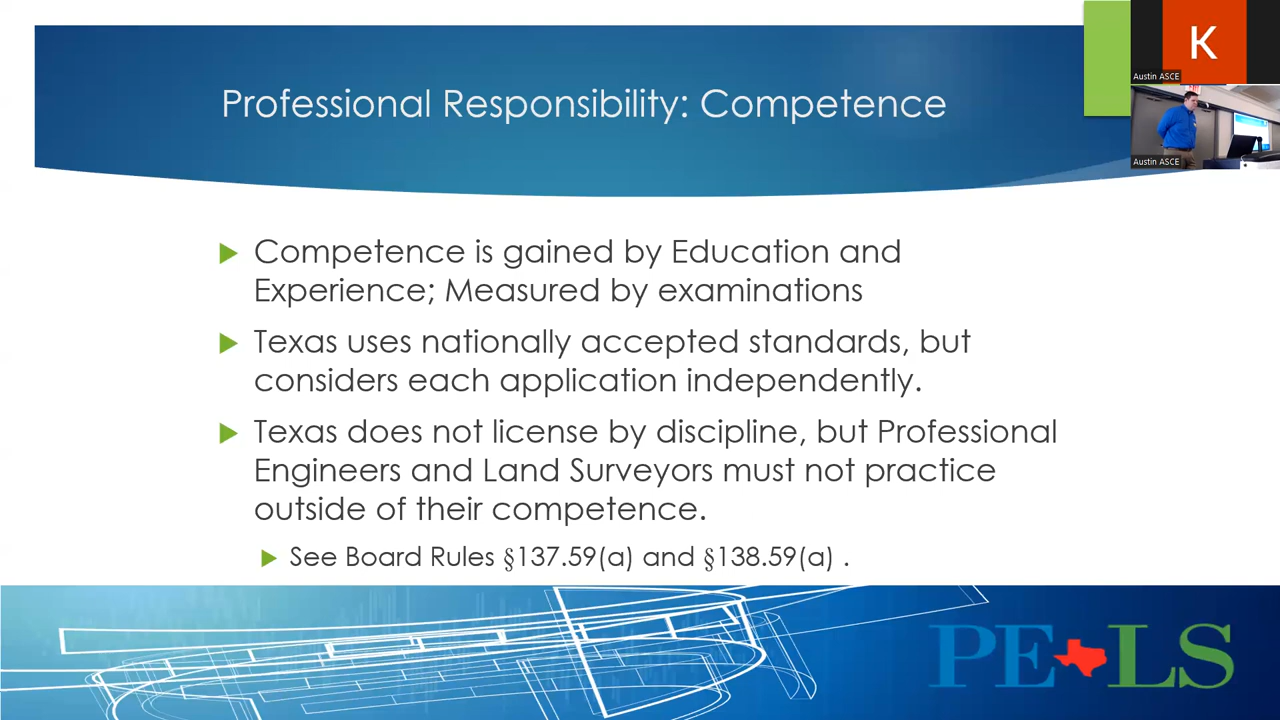 Professional Responsibility: Competence
K
Austin ASCE
Austin ASCE
Competence is gained by Education and
Experience; Measured by examinations
Texas uses nationally accepted standards, but
considers each application independently.
Texas does not license by discipline, but Professional
Engineers and Land Surveyors must not practice
outside of their competence.
See Board Rules §137.59(a) and §138.59(a) .
PE LS